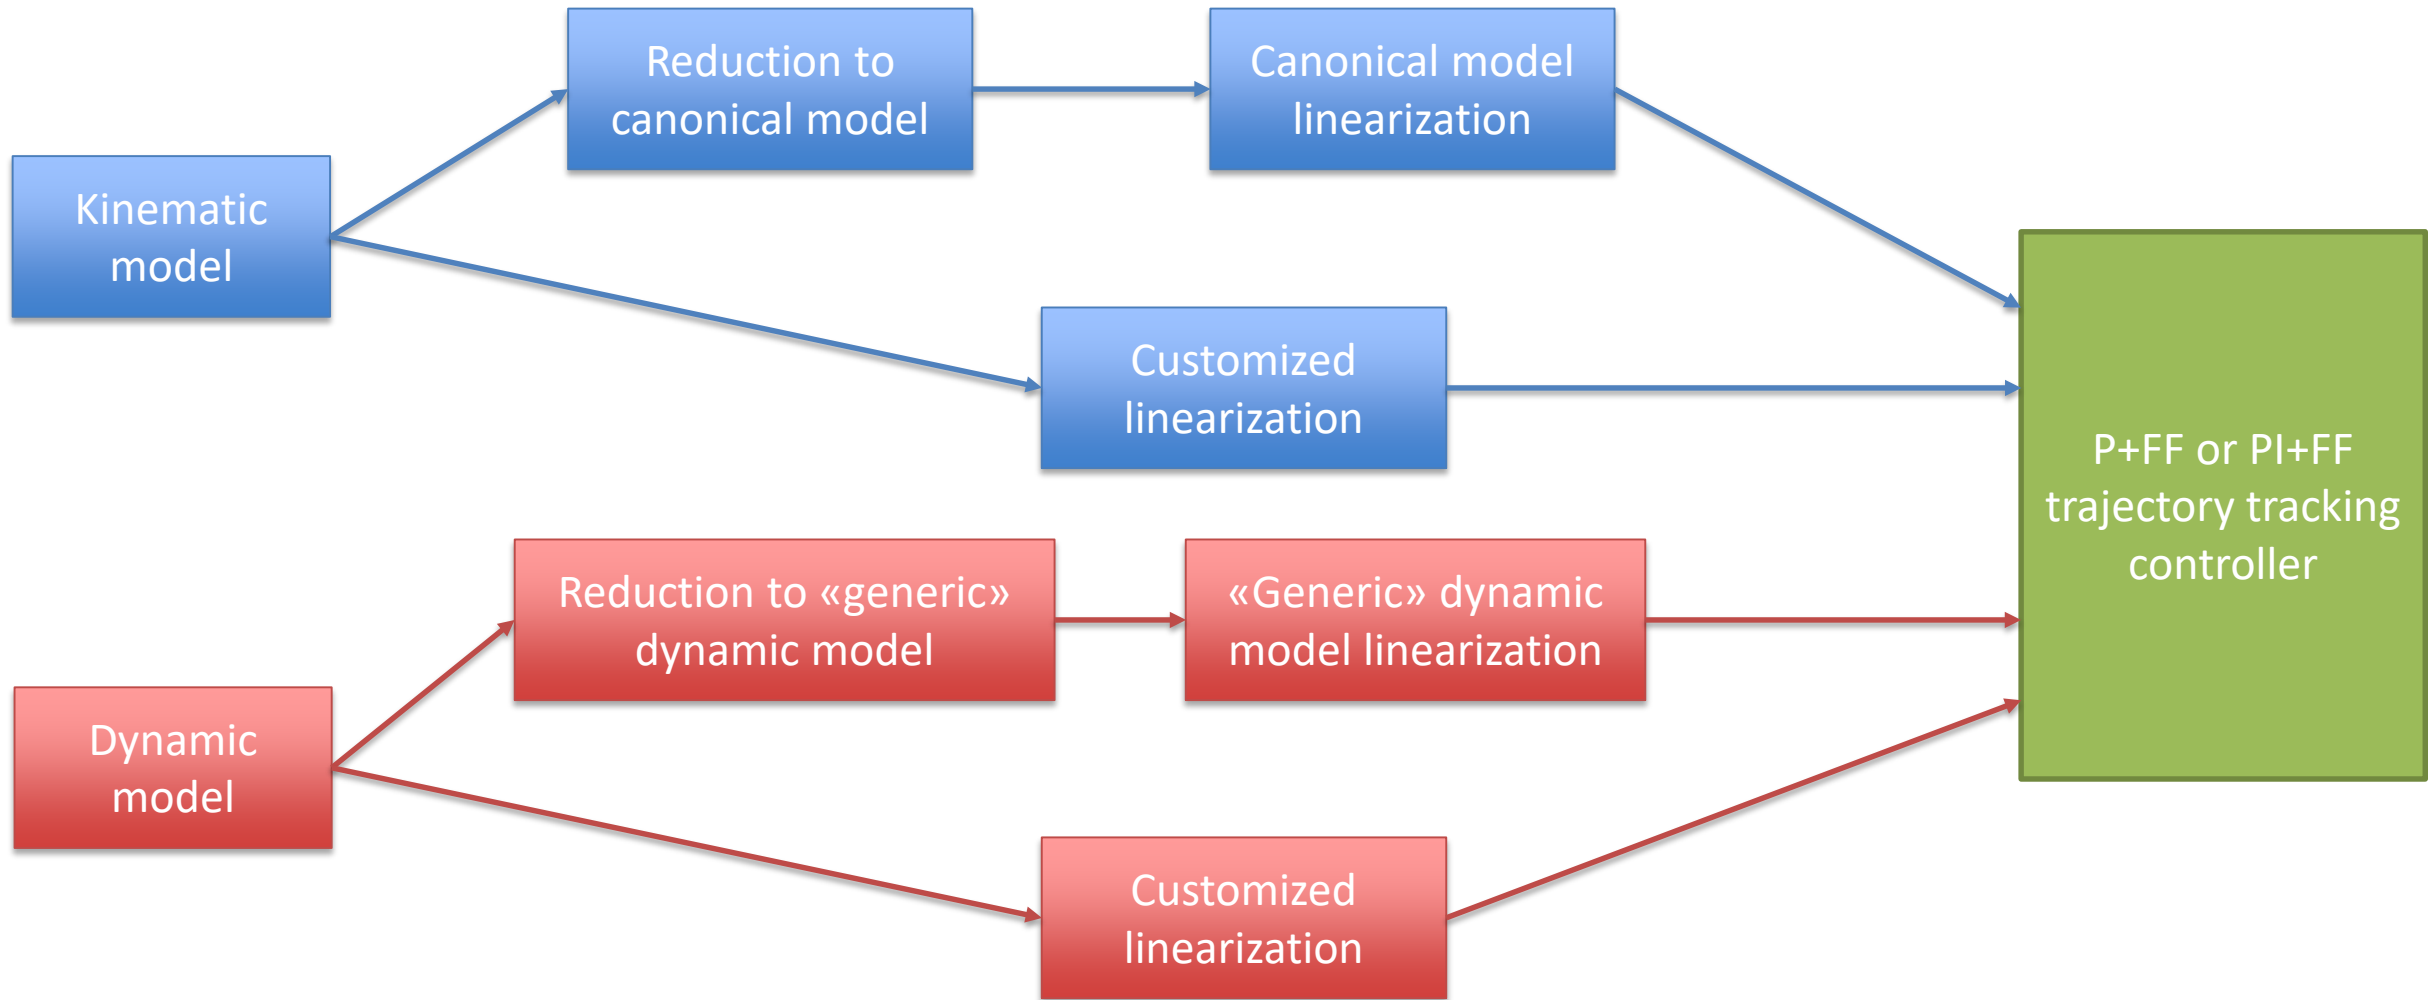 Reduction to
canonical model
Canonical model
linearization
Kinematic
model
Customized
linearization
P+FF or PI+FF
trajectory tracking
controller
Reduction to «generic»
dynamic model
«Generic» dynamic
model linearization
Dynamic
model
Customized
linearization